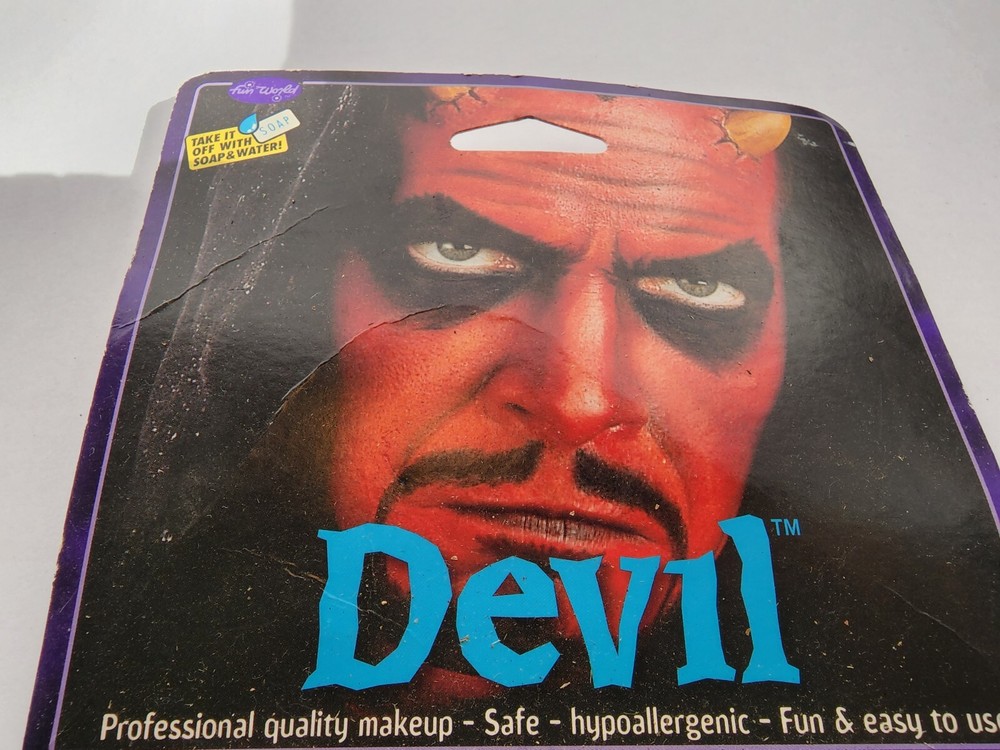 fun World
SOAP
TAKE IT
OFF WITH
SOAP & WATER!
Devil™
Professional quality makeup - Safe - hypoallergenic - Fun & easy to use